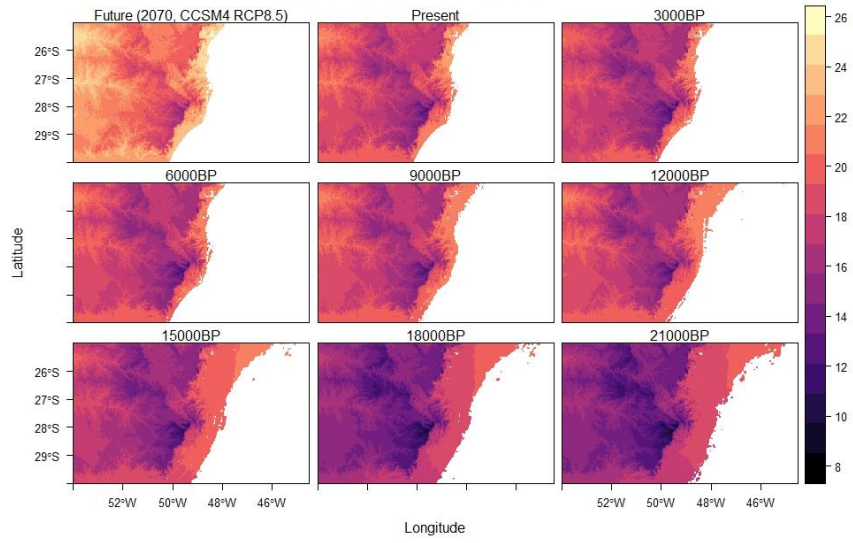 Future (2070, CCSM4 RCP8.5)
Present
3000BP
26°S
27°S
28°S
29°S
6000BP
9000BP
12000BP
15000BP
18000BP
21000BP
26°S
27°S
28°S
29°S
52°W
50°W
48°W
46°W
52°W
50°W
48°W
46°W
Latitude
Longitude
26
24
22
20
18
16
14
12
10
8